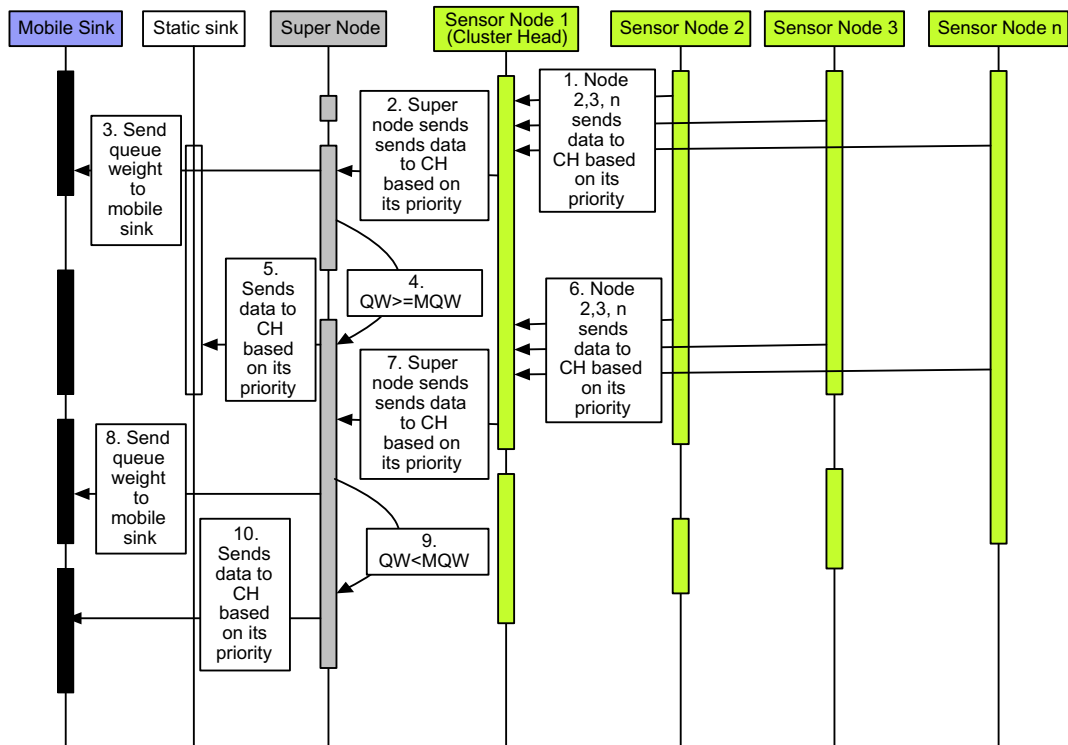 Mobile Sink
Static sink
Super Node
Sensor Node 1
(Cluster Head)
Sensor Node 2
Sensor Node 3
Sensor Node n
1. Node
2,3, n
sends
data to
CH based
on its
priority
2. Super
node sends
sends data
to CH
based on
its priority
3. Send
queue
weight
to
mobile
sink
4.
QW>=MQW
5.
Sends
data to
CH
based
on its
priority
6. Node
2,3, n
sends
data to
CH based
on its
priority
7. Super
node sends
sends data
to CH
based on
its priority
8. Send
queue
weight
to
mobile
sink
9.
QW<MQW
10.
Sends
data to
CH
based
on its
priority